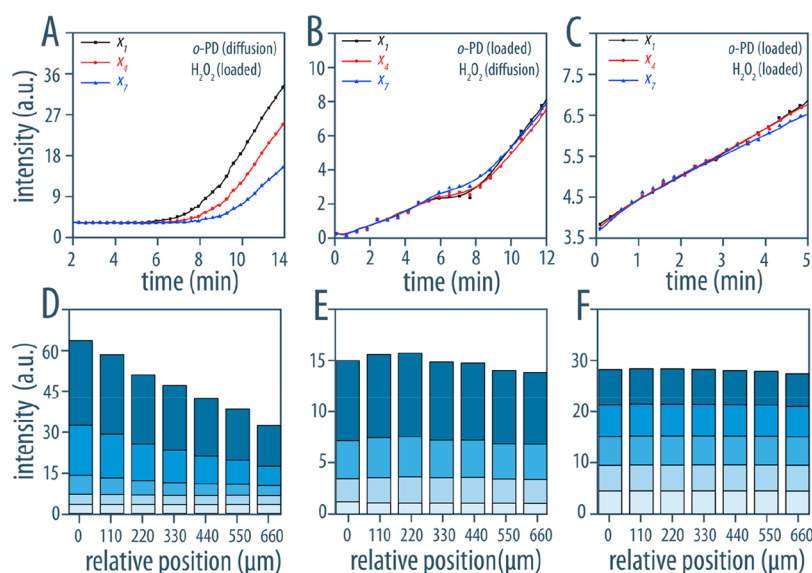 A
X1
X4
X7
o-PD (diffusion)
H2O2 (loaded)
intensity (a.u.)
36
27
18
9
0
2 4 6 8 10 12 14
time (min)
B
X1
X4
X7
o-PD (loaded)
H2O2 (diffusion)
12
10
8
6
4
2
0
0 2 4 6 8 10 12
time (min)
C
X1
X4
X7
o-PD (loaded)
H2O2 (loaded)
7.5
6.5
5.5
4.5
3.5
0 1 2 3 4 5
time (min)
D
intensity (a.u.)
60
45
30
15
0
0 110 220 330 440 550 660
relative position (μm)
E
15
10
5
0
0 110 220 330 440 550 660
relative position(μm)
F
30
20
10
0
0 110 220 330 440 550 660
relative position (μm)